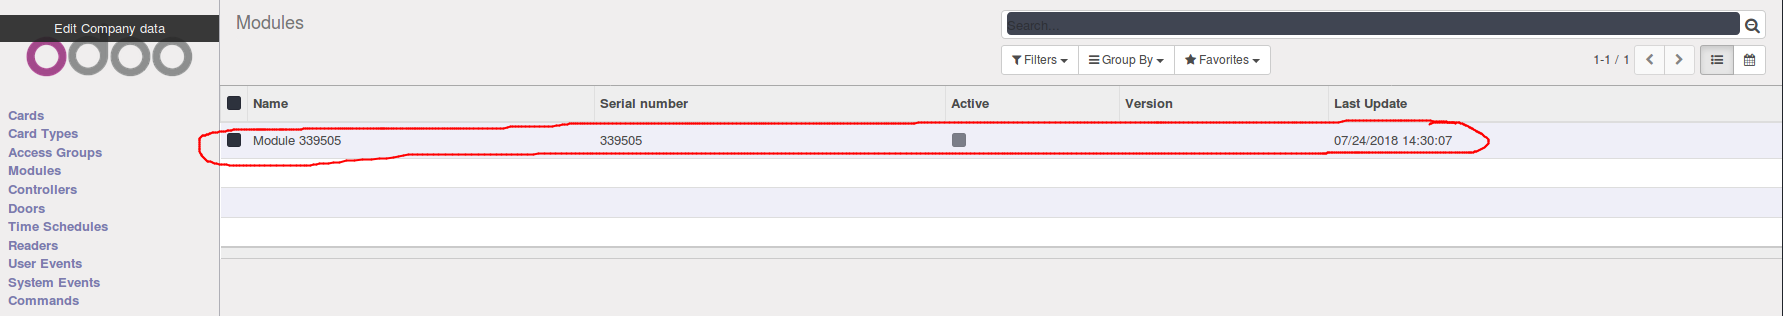 Edit Company data
odoo
Modules
Search...
Filters Group By Favorites
1-1 / 1
Cards
Card Types
Access Groups
Modules
Controllers
Doors
Time Schedules
Readers
User Events
System Events
Commands
Name Serial number Active Version Last Update
Module 339505 339505 07/24/2018 14:30:07